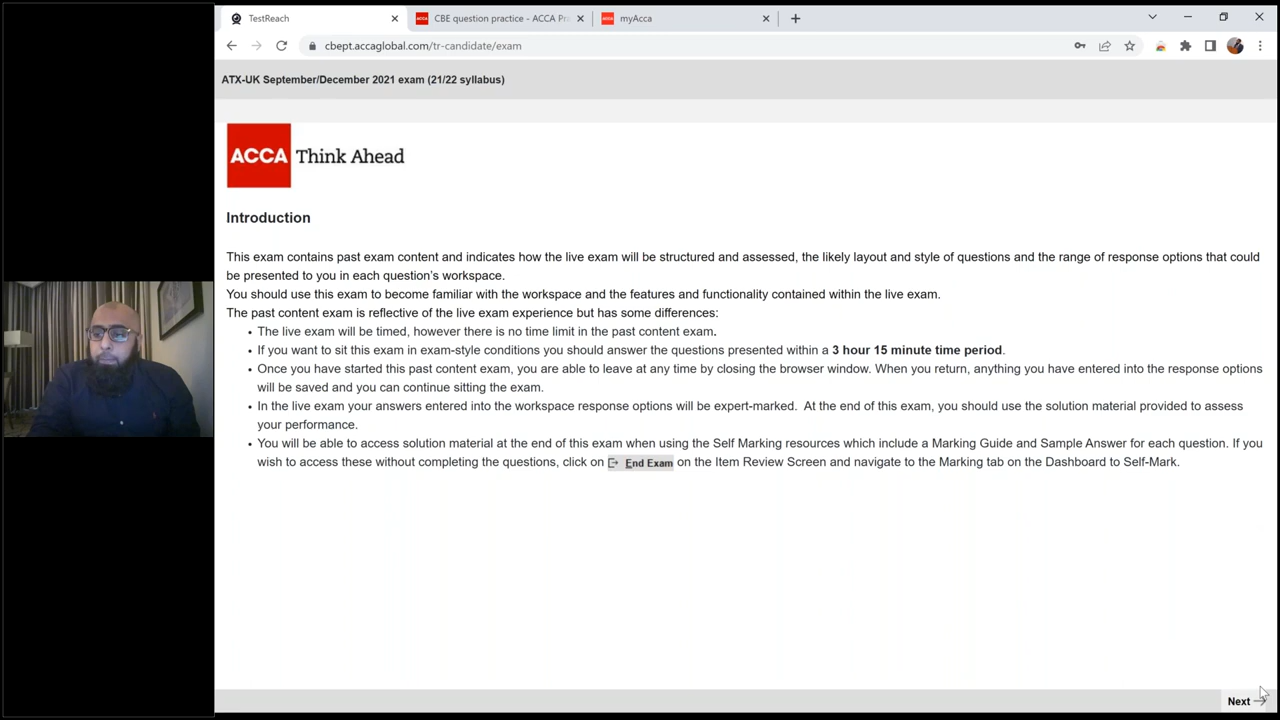 TestReach
CBE question practice - ACCA Pr
myAcca
cbept.accaglobal.com/tr-candidate/exam
ATX-UK September/December 2021 exam (21/22 syllabus)
ACCA Think Ahead
Introduction
This exam contains past exam content and indicates how the live exam will be structured and assessed, the likely layout and style of questions and the range of response options that could
be presented to you in each question's workspace.
You should use this exam to become familiar with the workspace and the features and functionality contained within the live exam.
The past content exam is reflective of the live exam experience but has some differences:
• The live exam will be timed, however there is no time limit in the past content exam.
• If you want to sit this exam in exam-style conditions you should answer the questions presented within a 3 hour 15 minute time period.
• Once you have started this past content exam, you are able to leave at any time by closing the browser window. When you return, anything you have entered into the response options
will be saved and you can continue sitting the exam.
• In the live exam your answers entered into the workspace response options will be expert-marked. At the end of this exam, you should use the solution material provided to assess
your performance.
• You will be able to access solution material at the end of this exam when using the Self Marking resources which include a Marking Guide and Sample Answer for each question. If you
wish to access these without completing the questions, click on End Exam on the Item Review Screen and navigate to the Marking tab on the Dashboard to Self-Mark.
Next